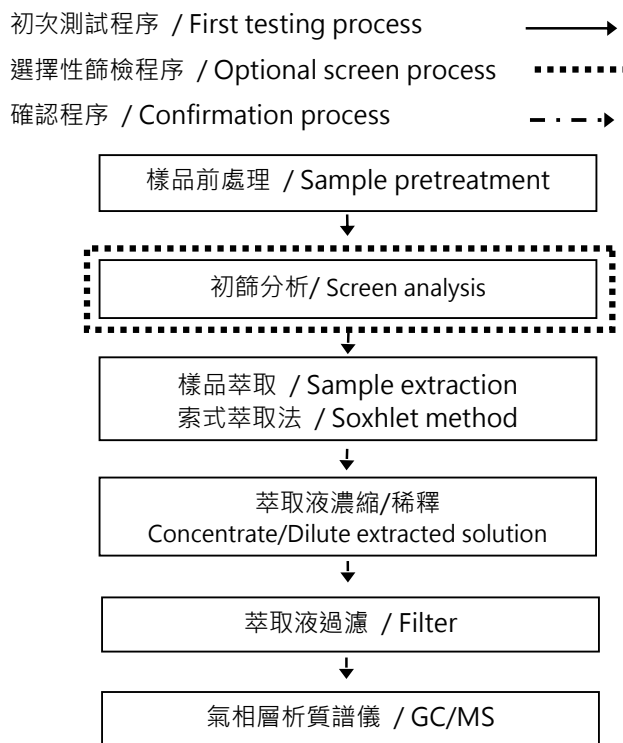 初次測試程序 / First testing process
選擇性篩檢程序 / Optional screen process
確認程序 / Confirmation process
樣品前處理 / Sample pretreatment
初篩分析/ Screen analysis
樣品萃取 / Sample extraction
索式萃取法 / Soxhlet method
萃取液濃縮/稀釋
Concentrate/Dilute extracted solution
萃取液過濾 / Filter
氣相層析質譜儀 / GC/MS